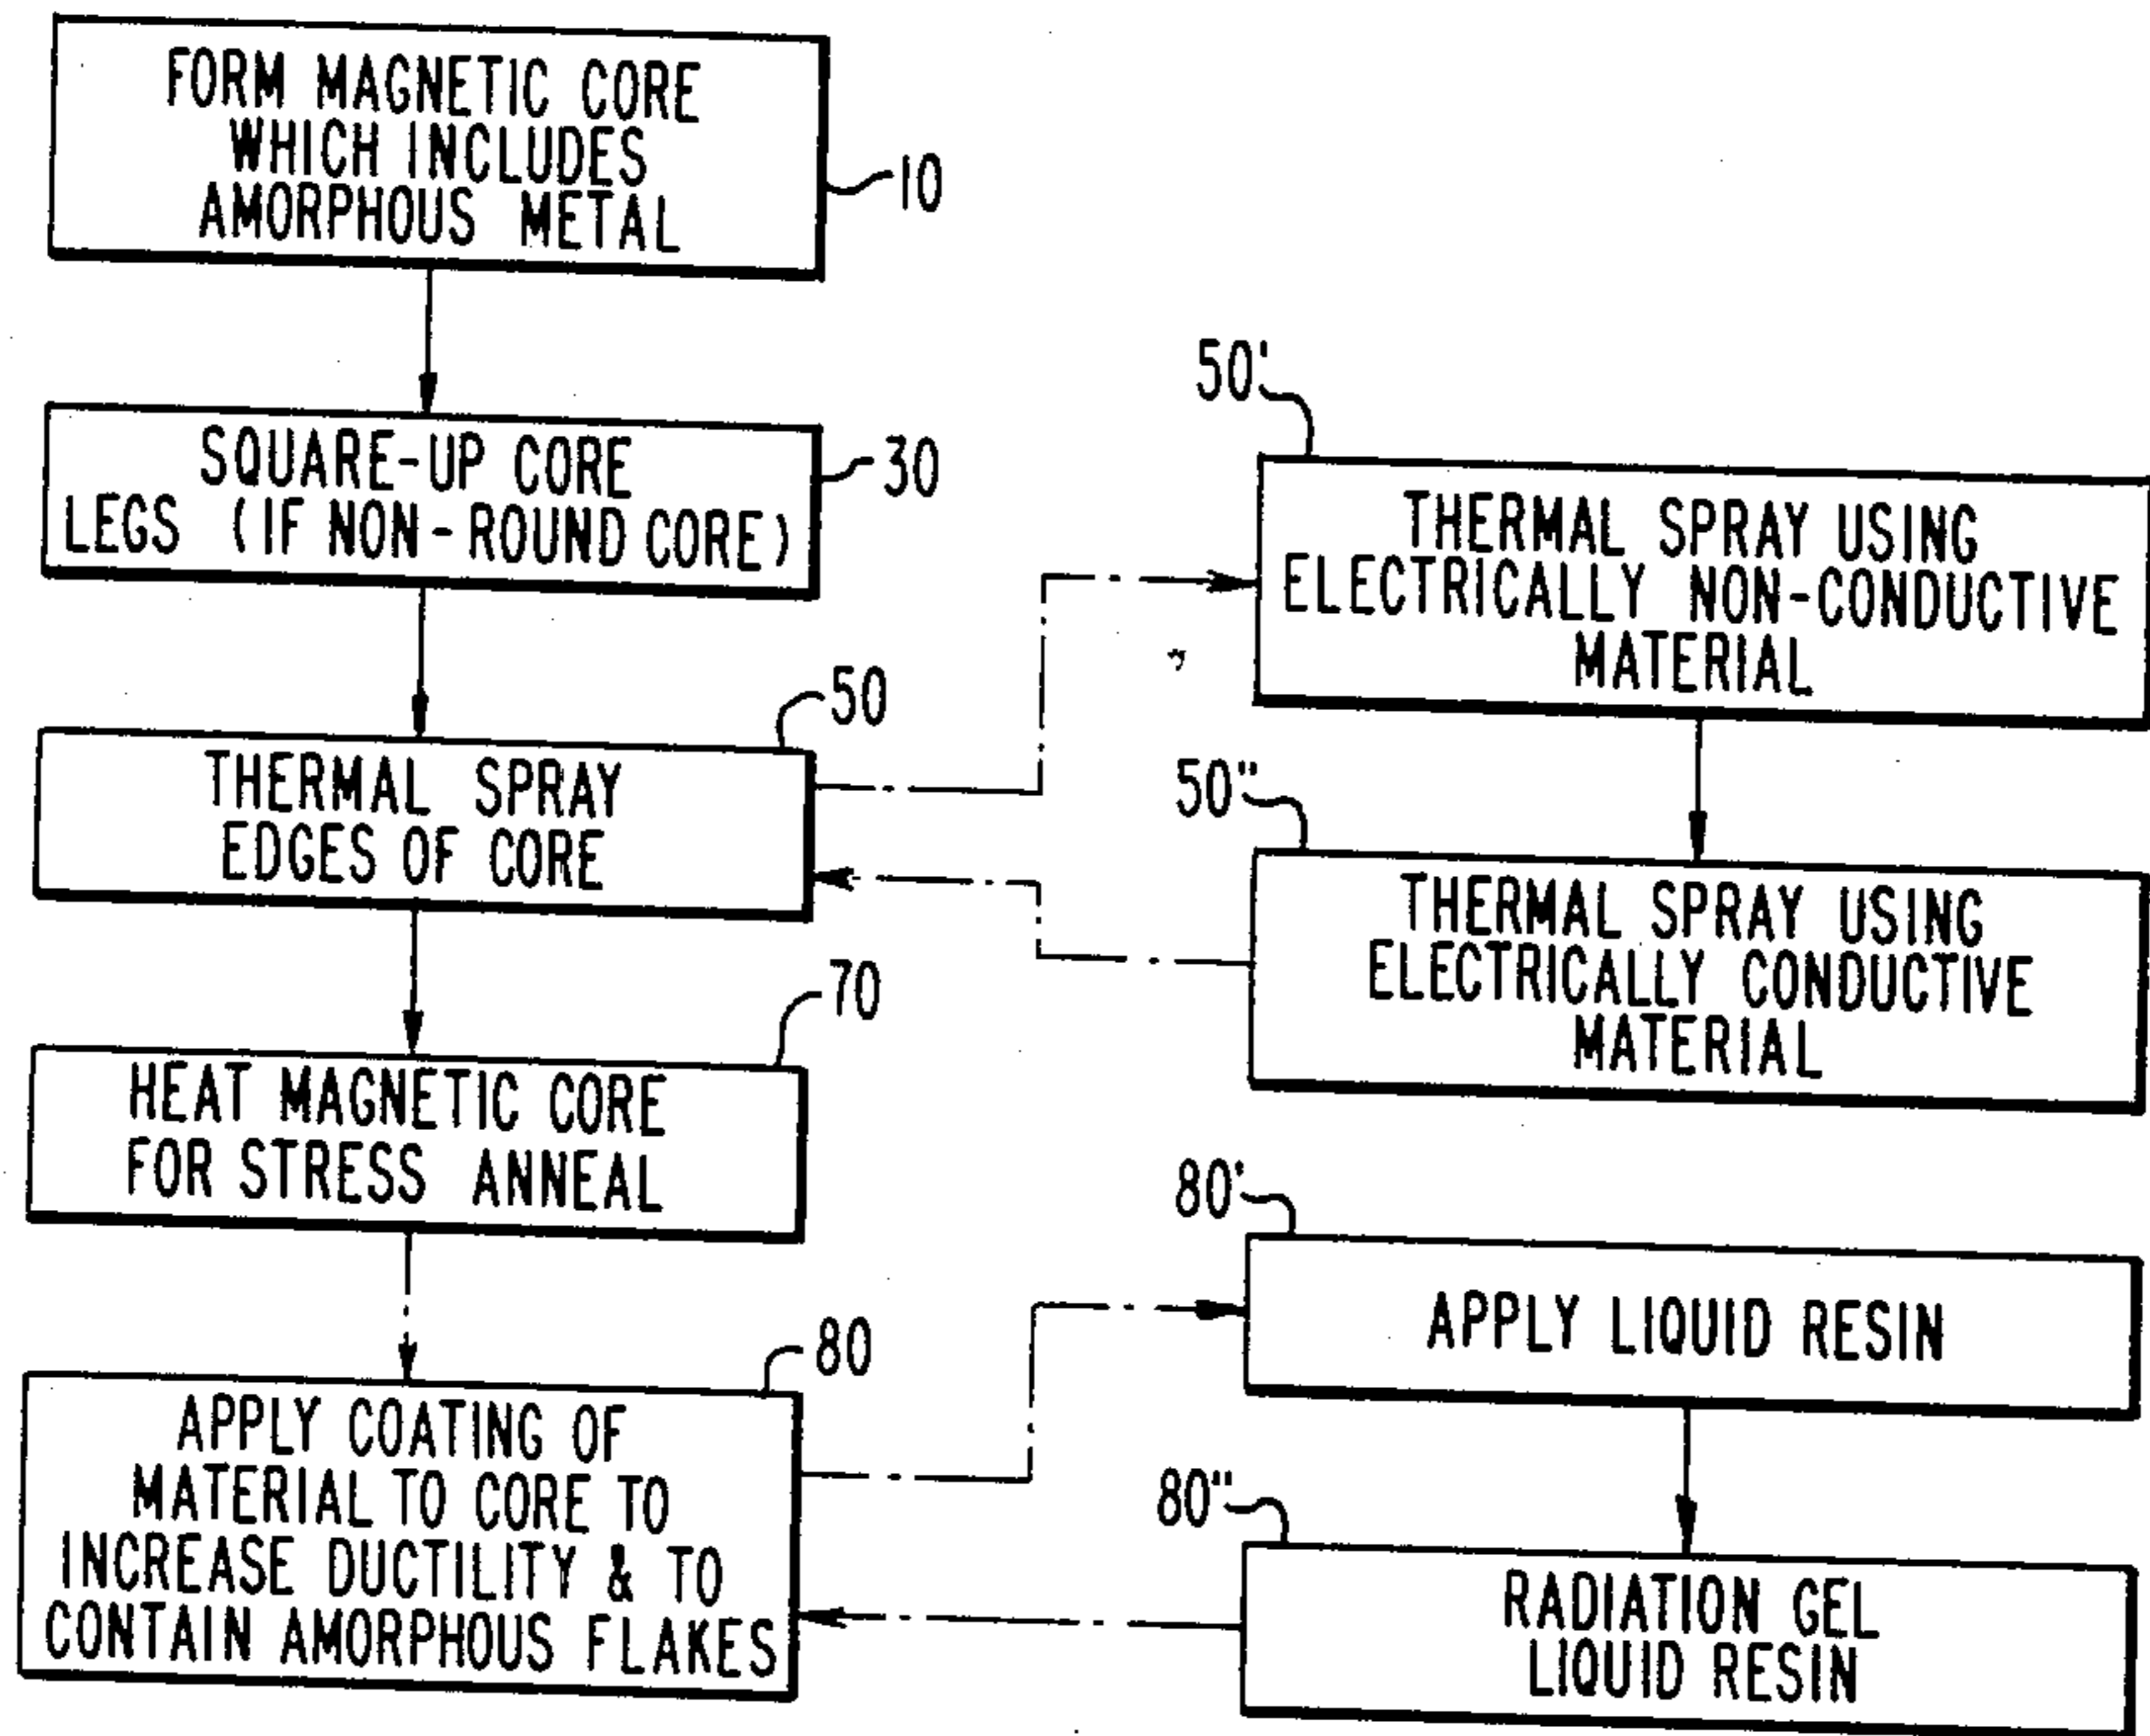 FORM MAGNETIC CORE
WHICH INCLUDES
AMORPHOUS METAL
10
SQUARE-UP CORE
LEGS (IF NON-ROUND CORE)
30
THERMAL SPRAY
EDGES OF CORE
50
50'
THERMAL SPRAY USING
ELECTRICALLY NON-CONDUCTIVE
MATERIAL
50"
THERMAL SPRAY USING
ELECTRICALLY CONDUCTIVE
MATERIAL
70
HEAT MAGNETIC CORE
FOR STRESS ANNEAL
80
APPLY COATING OF
MATERIAL TO CORE TO
INCREASE DUCTILITY & TO
CONTAIN AMORPHOUS FLAKES
80'
APPLY LIQUID RESIN
80"
RADIATION GEL
LIQUID RESIN